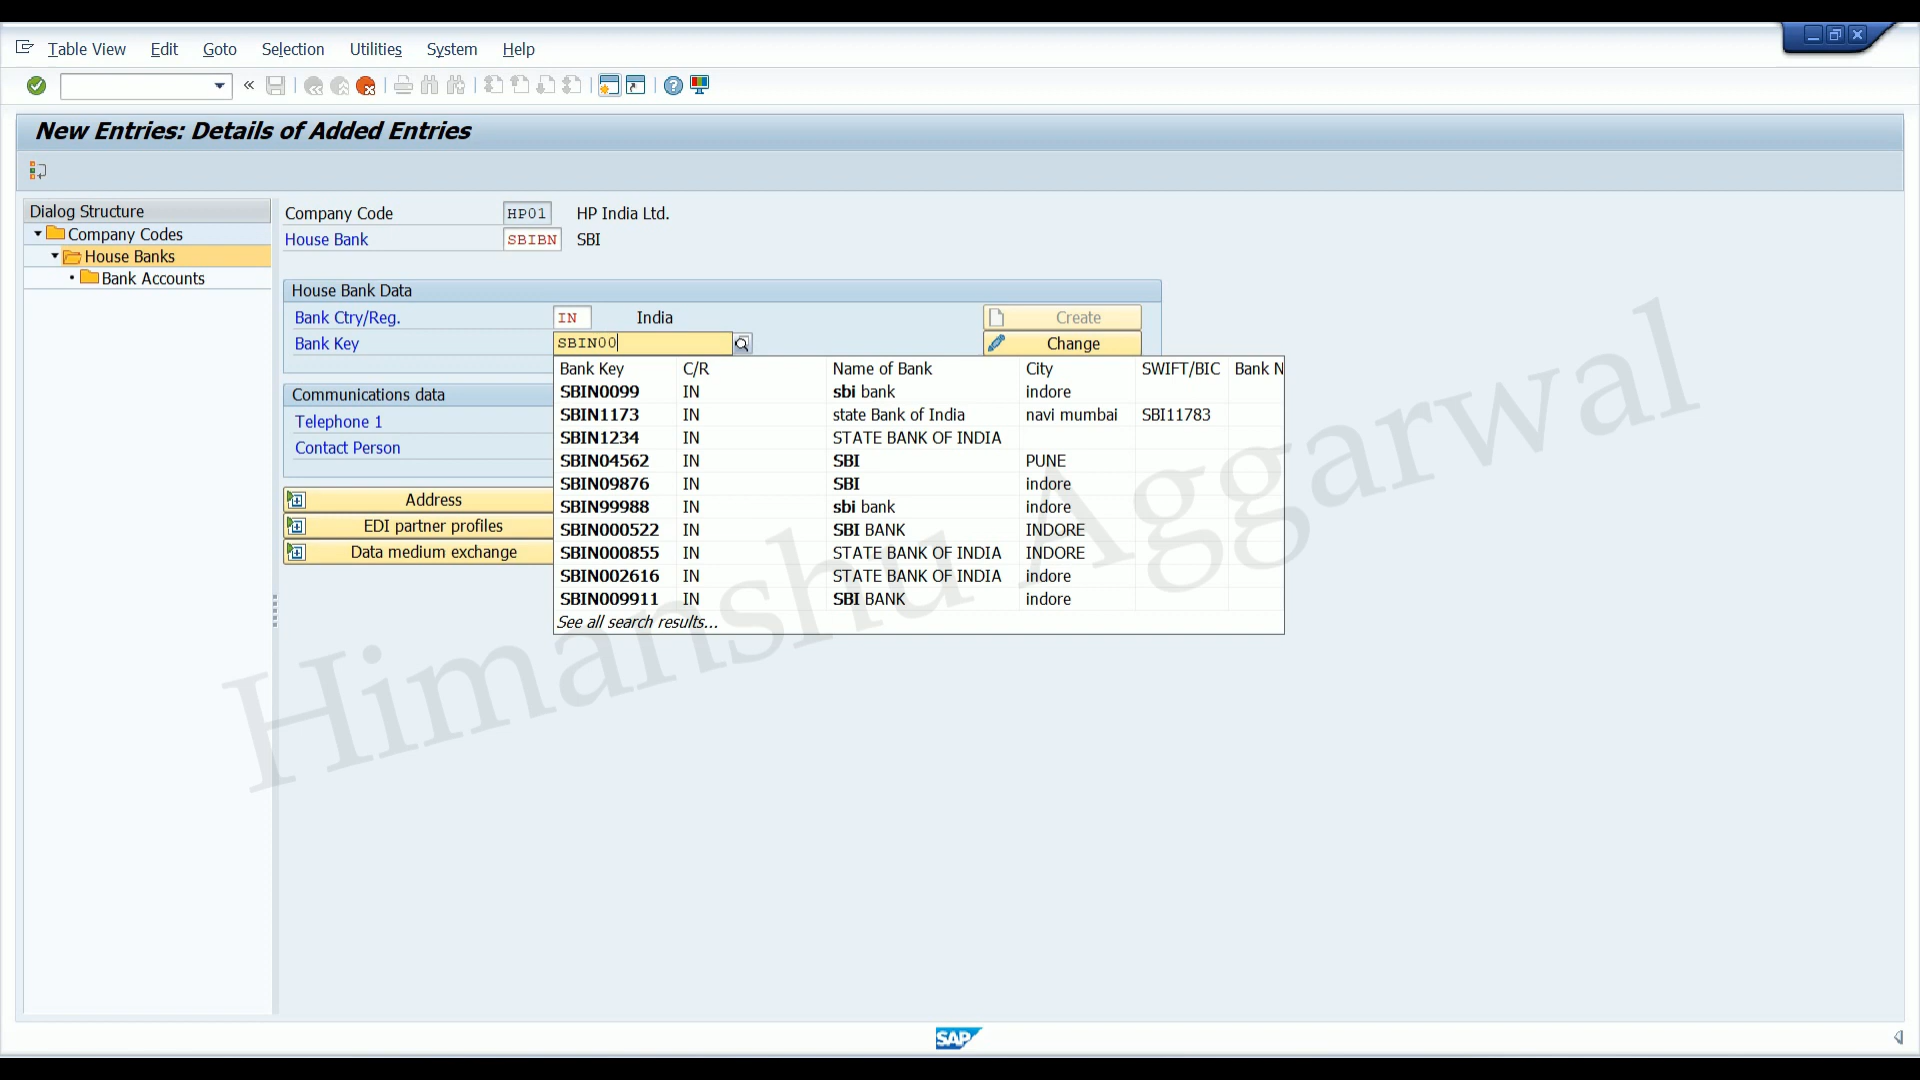 Table View Edit Goto Selection Utilities System Help
New Entries: Details of Added Entries
Dialog Structure
Company Codes
House Banks
Bank Accounts
Company Code HP01 HP India Ltd.
House Bank SBIBN SBI
House Bank Data
Bank Ctry/Reg. IN India Create
Bank Key SBIN00 Change
Communications data
Telephone 1
Contact Person
Address
EDI partner profiles
Data medium exchange
Bank Key C/R Name of Bank City SWIFT/BIC Bank N
SBIN0099 IN sbi bank indore
SBIN1173 IN state Bank of India navi mumbai SBI11783
SBIN1234 IN STATE BANK OF INDIA
SBIN04562 IN SBI PUNE
SBIN09876 IN SBI indore
SBIN99988 IN sbi bank indore
SBIN000522 IN SBI BANK INDORE
SBIN000855 IN STATE BANK OF INDIA INDORE
SBIN002616 IN STATE BANK OF INDIA indore
SBIN009911 IN SBI BANK indore
See all search results...
Himanshu Aggarwal
SAP